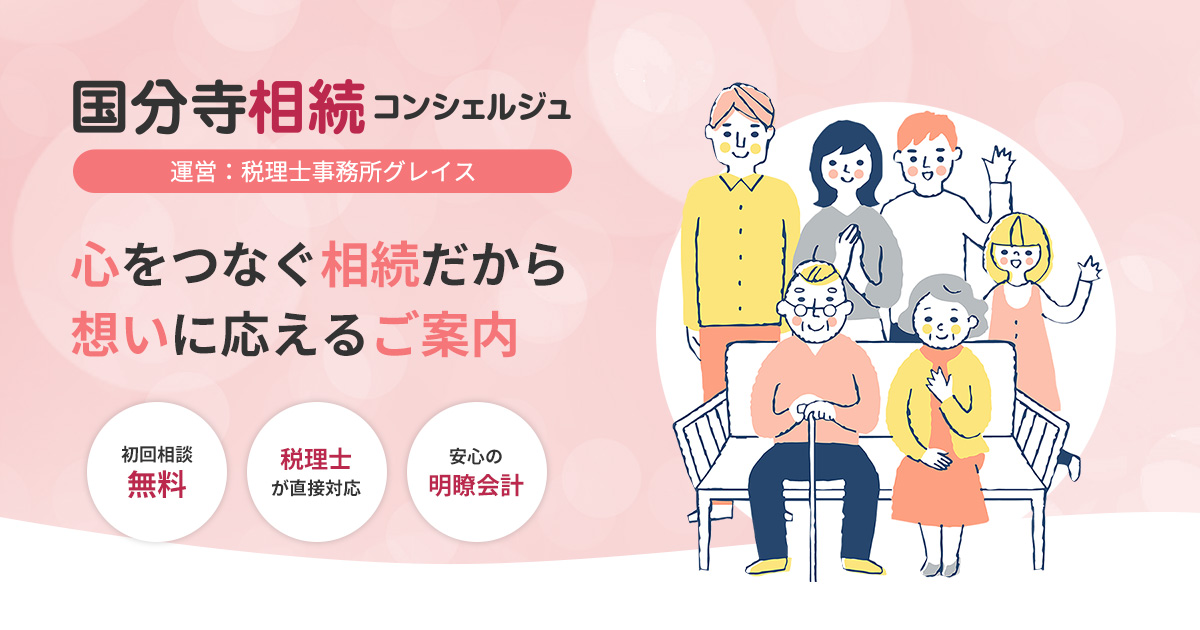 国分寺相続コンシェルジュ
運営：税理士事務所グレイス
心をつなぐ相続だから
想いに応えるご案内
初回相談
無料
税理士
が直接対応
安心の
明瞭会計